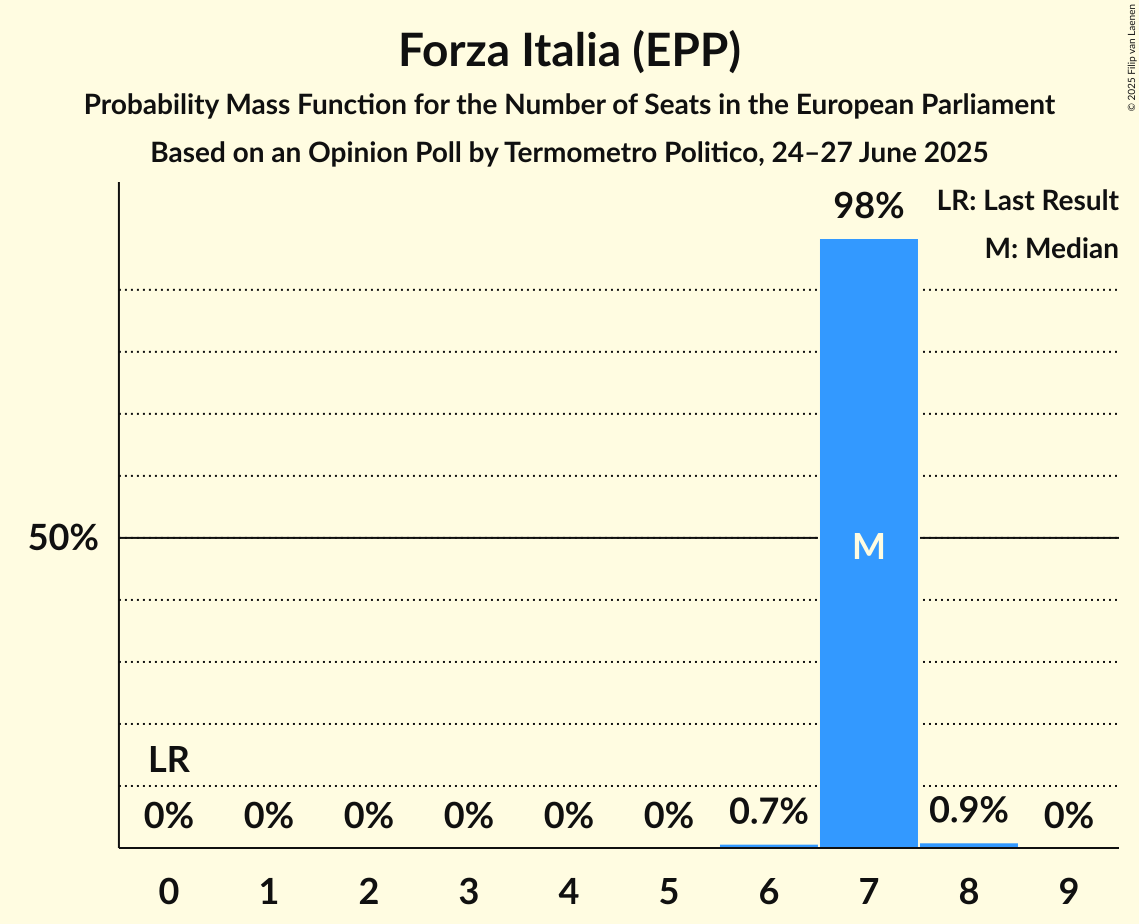 Forza Italia (EPP)
Probability Mass Function for the Number of Seats in the European Parliament
Based on an Opinion Poll by Termometro Politico, 24–27 June 2025
© 2025 Filip van Laenen
98%
LR: Last Result
M: Median
50%
M
LR
0% 0% 0% 0% 0% 0% 0.7% 0.9% 0%
0 1 2 3 4 5 6 7 8 9